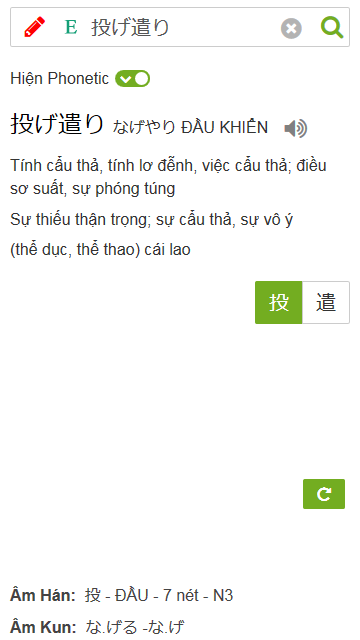 E 投げ遣り
Hiện Phonetic
投げ遣り なげやり ĐẦU KHIỂN
Tính cẩu thả, tính lơ đễnh, việc cẩu thả; điều
sơ suất, sự phóng túng
Sự thiếu thận trọng; sự cẩu thả, sự vô ý
(thể dục, thể thao) cái lao
投 遣
Âm Hán: 投 - ĐẦU - 7 nét - N3
Âm Kun: な.げる -な.げ